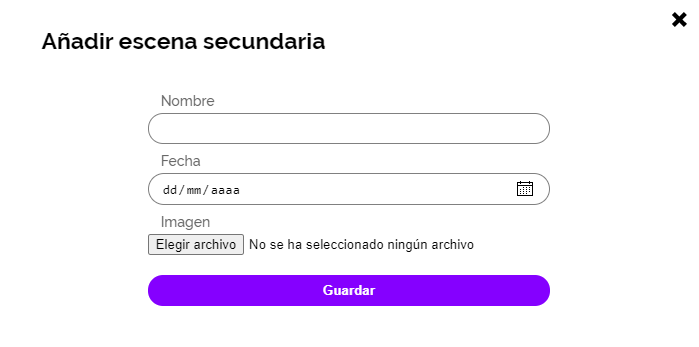 Añadir escena secundaria
Nombre
Fecha
dd/mm/aaaa
Imagen
Elegir archivo No se ha seleccionado ningún archivo
Guardar